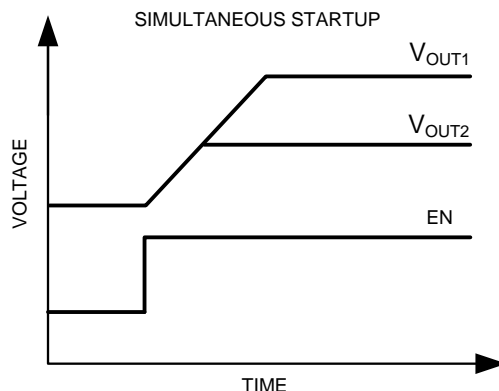 SIMULTANEOUS STARTUP
VOUT1
VOUT2
VOLTAGE
EN
TIME